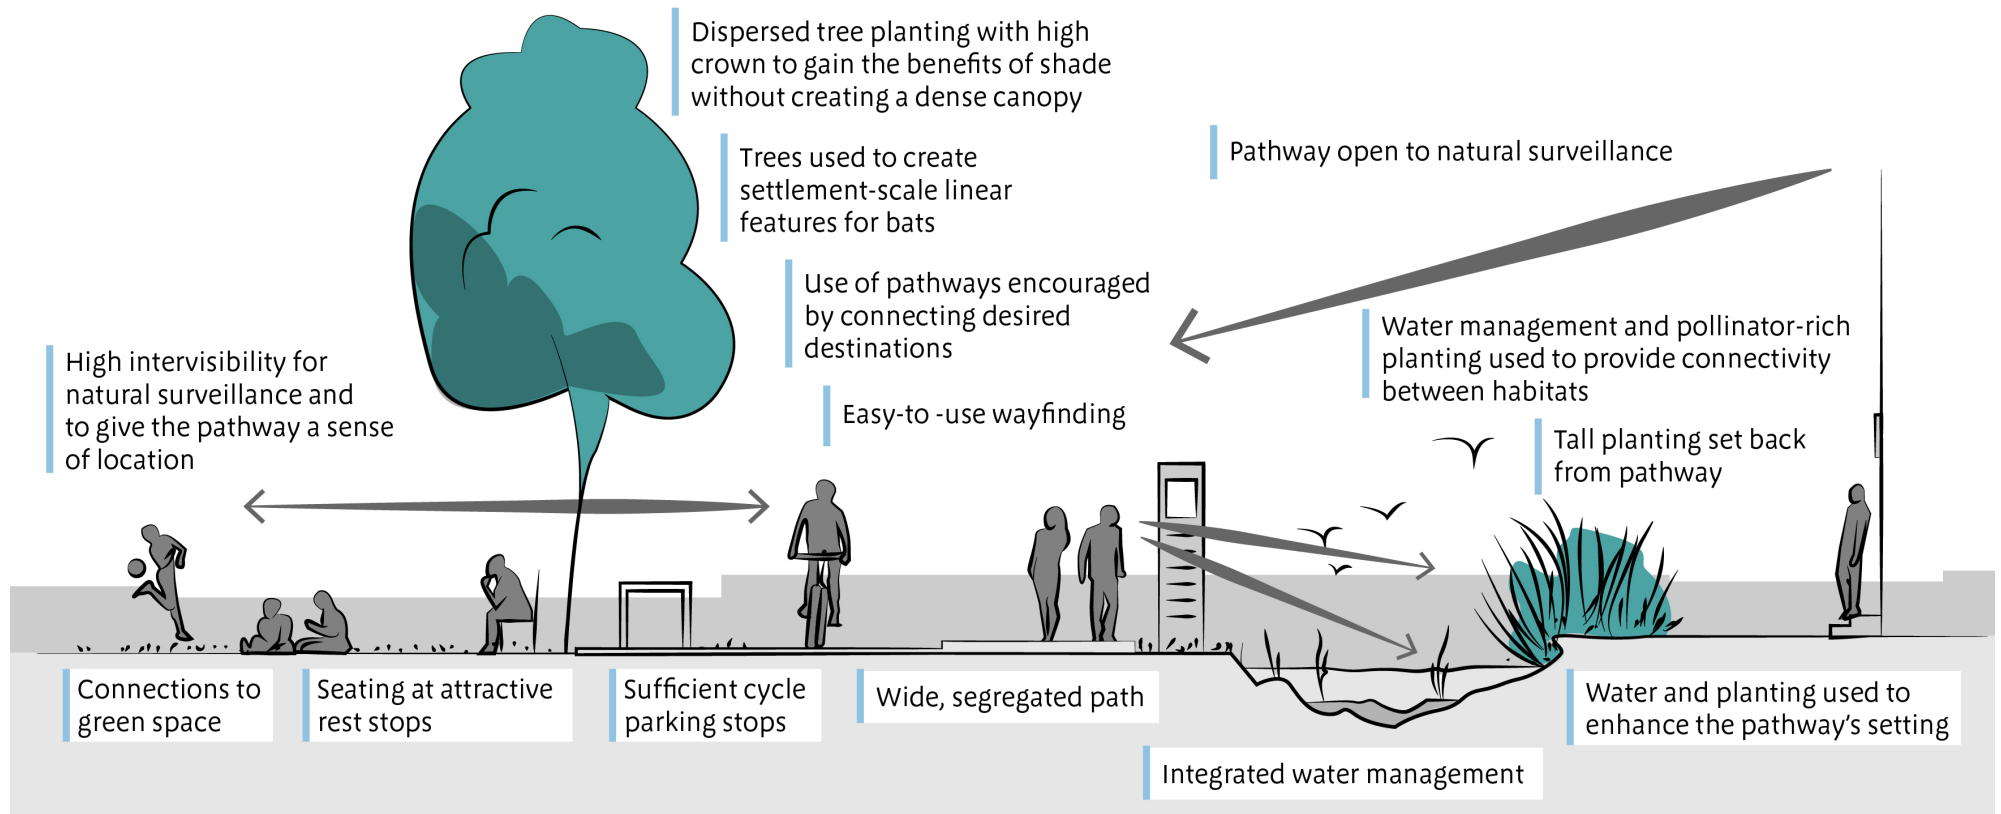 Dispersed tree planting with high
crown to gain the benefits of shade
without creating a dense canopy
Trees used to create
settlement-scale linear
features for bats
Pathway open to natural surveillance
Use of pathways encouraged
by connecting desired
destinations
Water management and pollinator-rich
planting used to provide connectivity
between habitats
High intervisibility for
natural surveillance and
to give the pathway a sense
of location
Easy-to -use wayfinding
Tall planting set back
from pathway
Connections to
green space
Seating at attractive
rest stops
Sufficient cycle
parking stops
Wide, segregated path
Water and planting used to
enhance the pathway's setting
Integrated water management